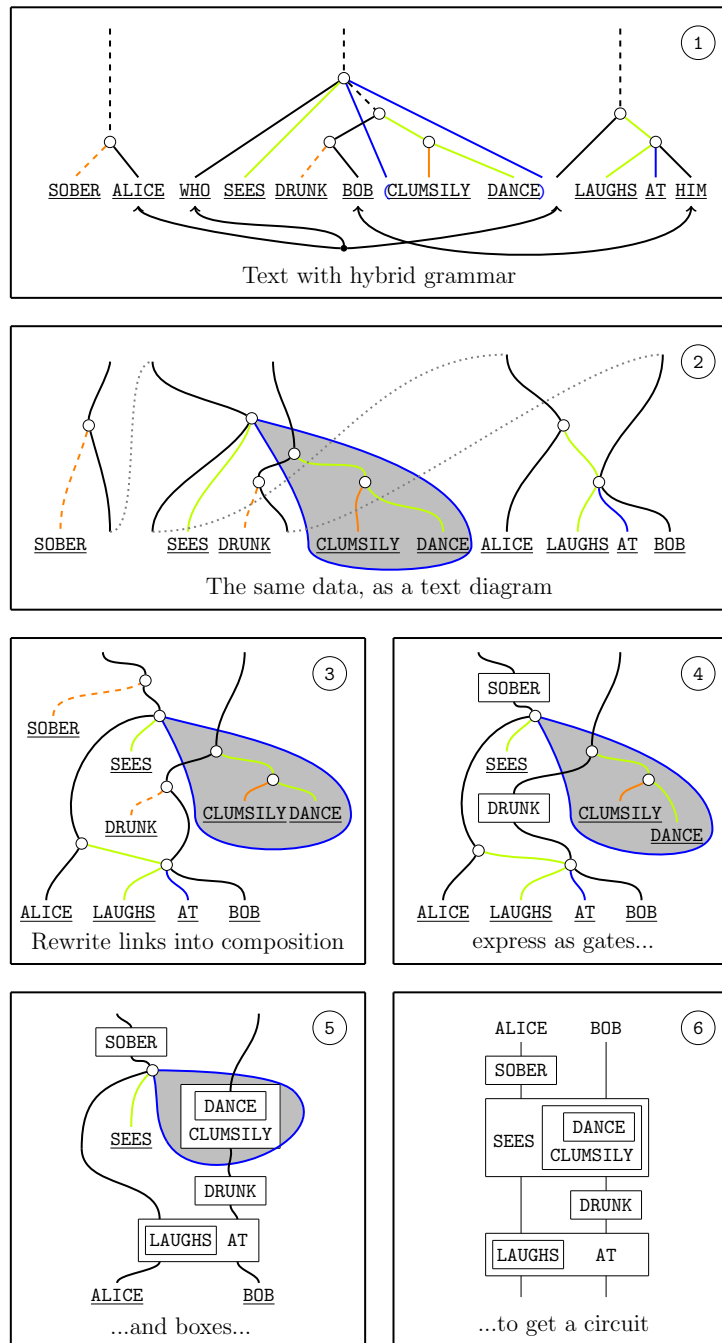 1
SOBER ALICE WHO SEES DRUNK BOB (CLUMSILY DANCE) LAUGHS AT HIM
Text with hybrid grammar
2
SOBER SEES DRUNK CLUMSILY DANCE ALICE LAUGHS AT BOB
The same data, as a text diagram
3
SOBER
SEES
CLUMSILY DANCE
DRUNK
ALICE LAUGHS AT BOB
Rewrite links into composition
4
SOBER
SEES
DRUNK CLUMSILY
DANCE
ALICE LAUGHS AT BOB
express as gates...
5
SOBER
DANCE
SEES CLUMSILY
DRUNK
LAUGHS AT
ALICE BOB
...and boxes...
6
ALICE BOB
SOBER
DANCE
SEES
CLUMSILY
DRUNK
LAUGHS AT
...to get a circuit